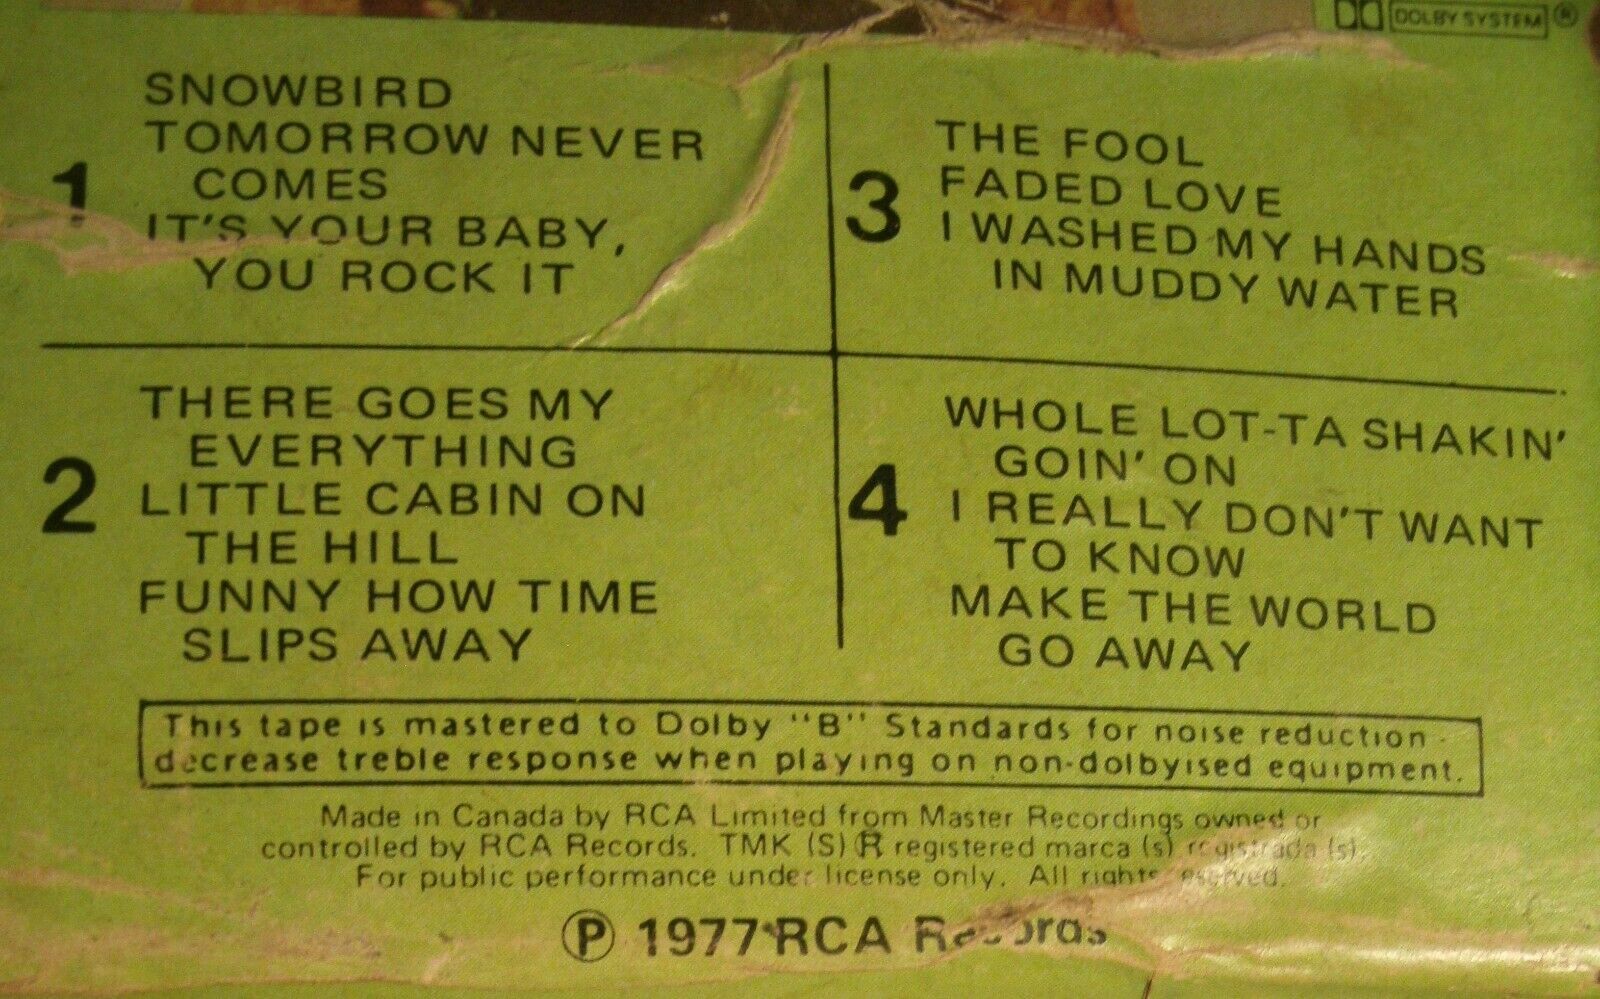 DOLBY SYSTEM ®
1
SNOWBIRD
TOMORROW NEVER
COMES
IT'S YOUR BABY,
YOU ROCK IT
2
THERE GOES MY
EVERYTHING
LITTLE CABIN ON
THE HILL
FUNNY HOW TIME
SLIPS AWAY
3
THE FOOL
FADED LOVE
I WASHED MY HANDS
IN MUDDY WATER
4
WHOLE LOT-TA SHAKIN'
GOIN' ON
I REALLY DON'T WANT
TO KNOW
MAKE THE WORLD
GO AWAY
This tape is mastered to Dolby "B" Standards for noise reduction -
decrease treble response when playing on non-dolbyised equipment.
Made in Canada by RCA Limited from Master Recordings owned or
controlled by RCA Records. TMK (S) ® registered marca (s) registrada (s).
For public performance under license only. All rights reserved.
Ⓟ 1977 RCA Records